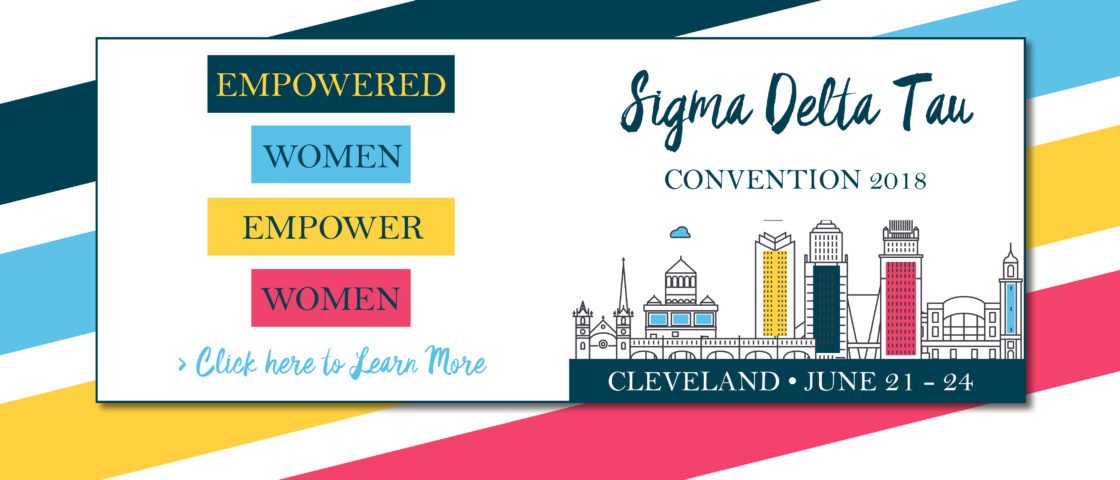 EMPOWERED
WOMEN
EMPOWER
WOMEN
> Click here to Learn More
Sigma Delta Tau
CONVENTION 2018
CLEVELAND • JUNE 21 - 24